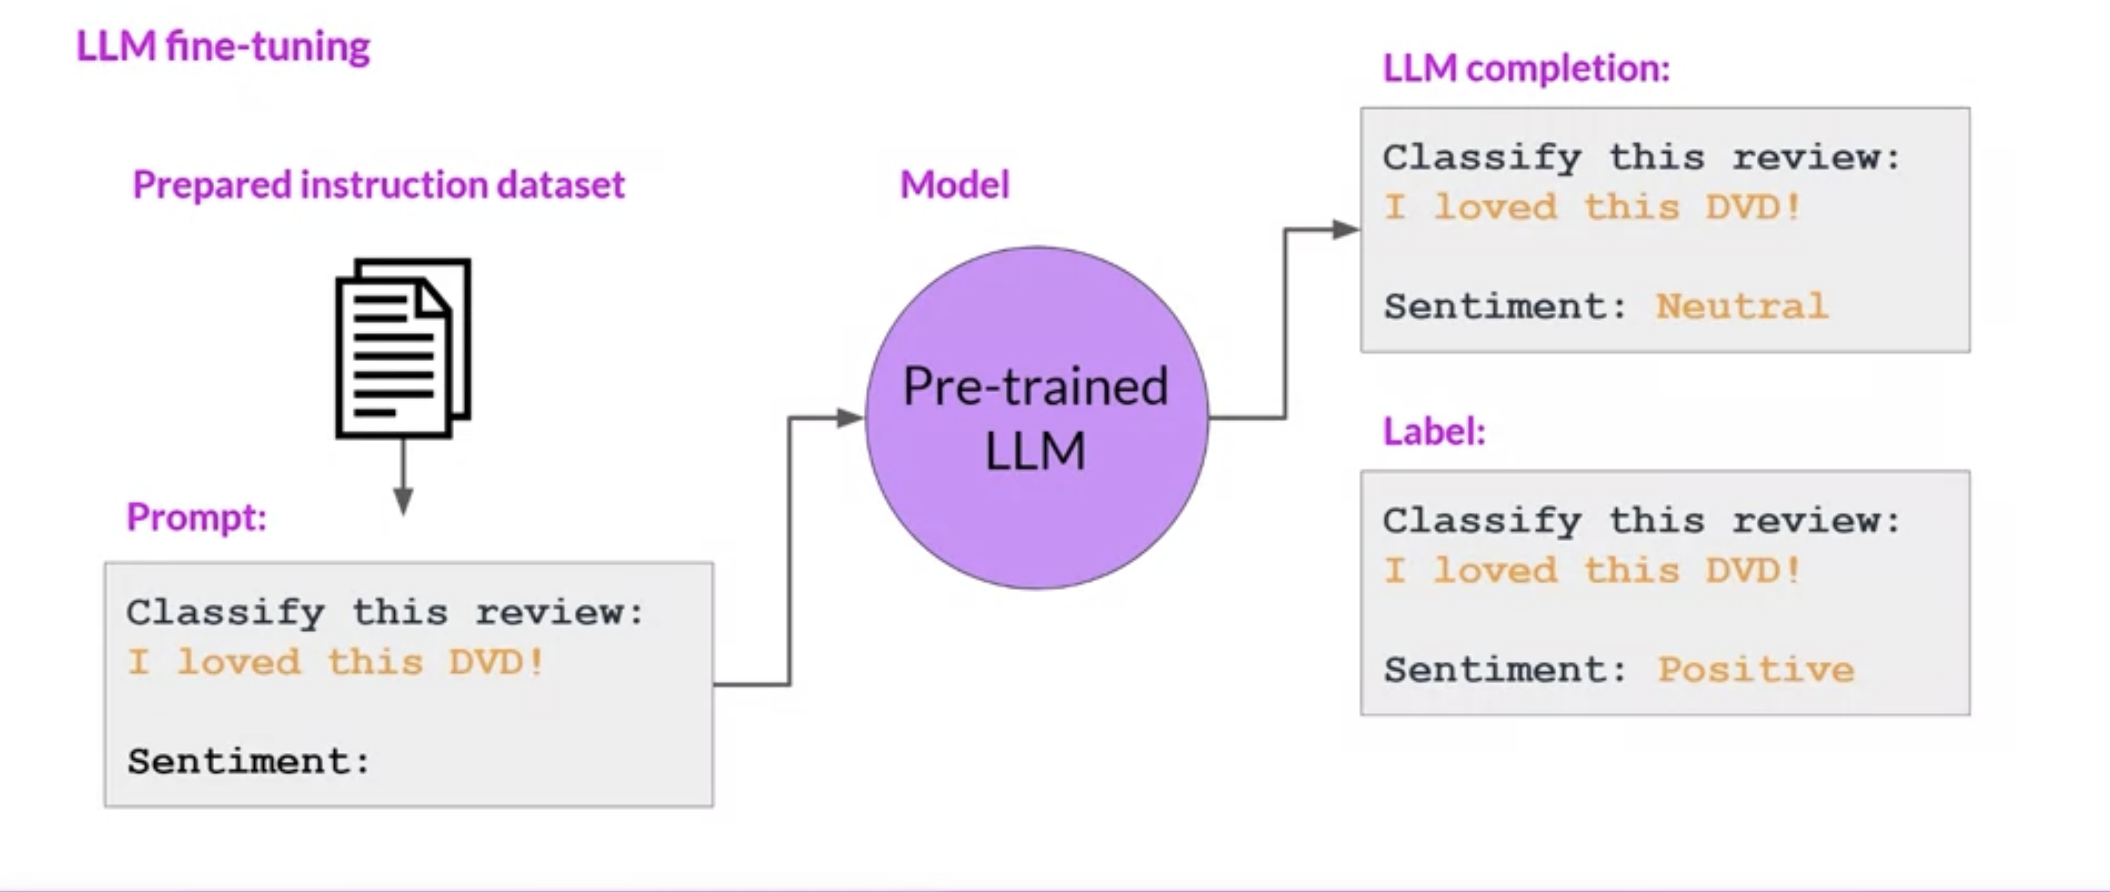 LLM fine-tuning
Prepared instruction dataset
Prompt:
Classify this review:
I loved this DVD!
Sentiment:
Model
Pre-trained
LLM
LLM completion:
Classify this review:
I loved this DVD!
Sentiment: Neutral
Label:
Classify this review:
I loved this DVD!
Sentiment: Positive